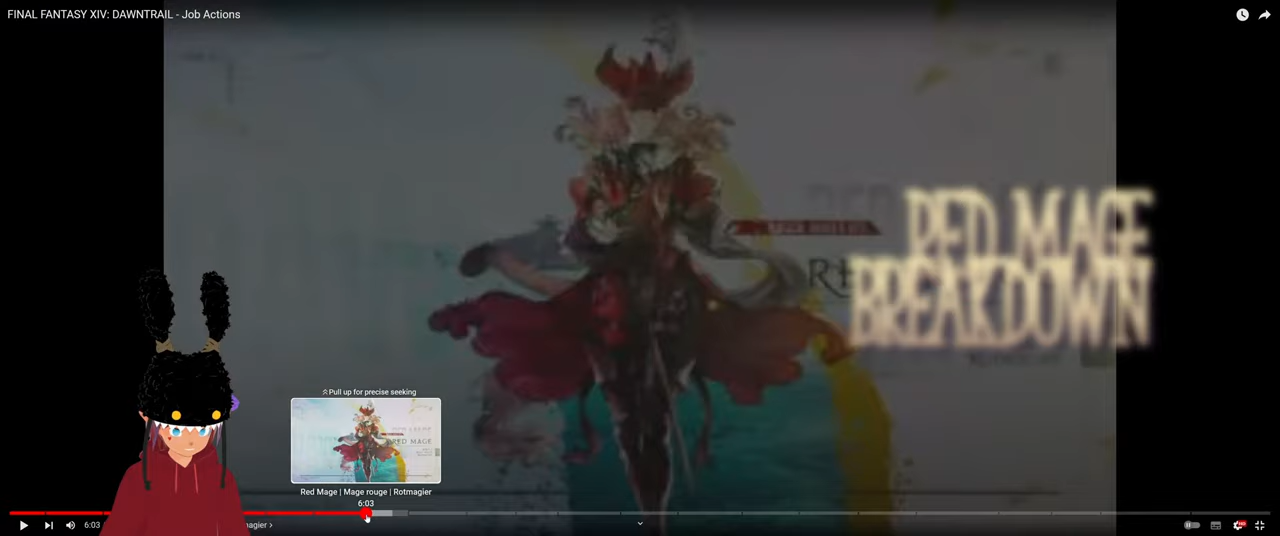 FINAL FANTASY XIV: DAWNTRAIL - Job Actions
RED MAGE
BREAKDOWN
Pull up for precise seeking
RED MAGE
Red Mage | Mage rouge | Rotmagier
6:03
6:03
magier ›
HD